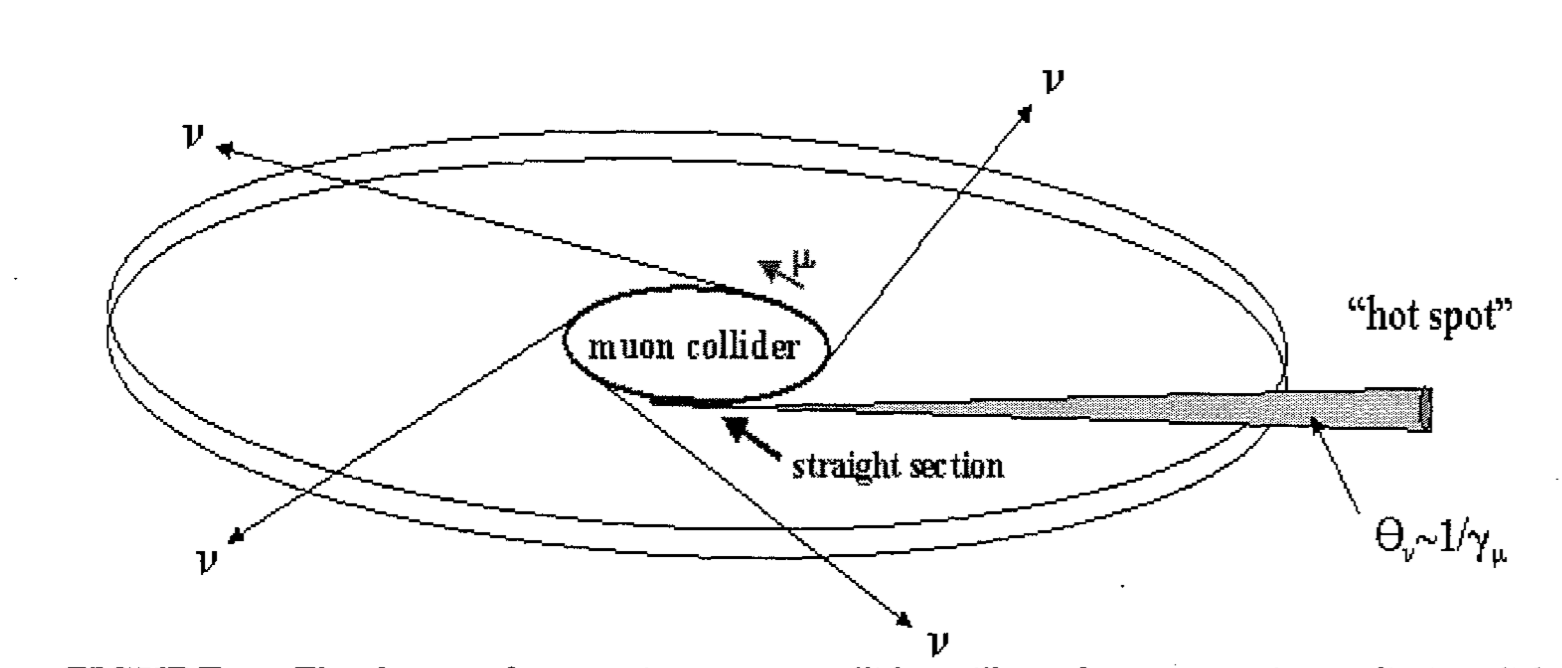 ν
ν
μ
muon collider
“hot spot”
straight section
Θν~1/γμ
ν
ν